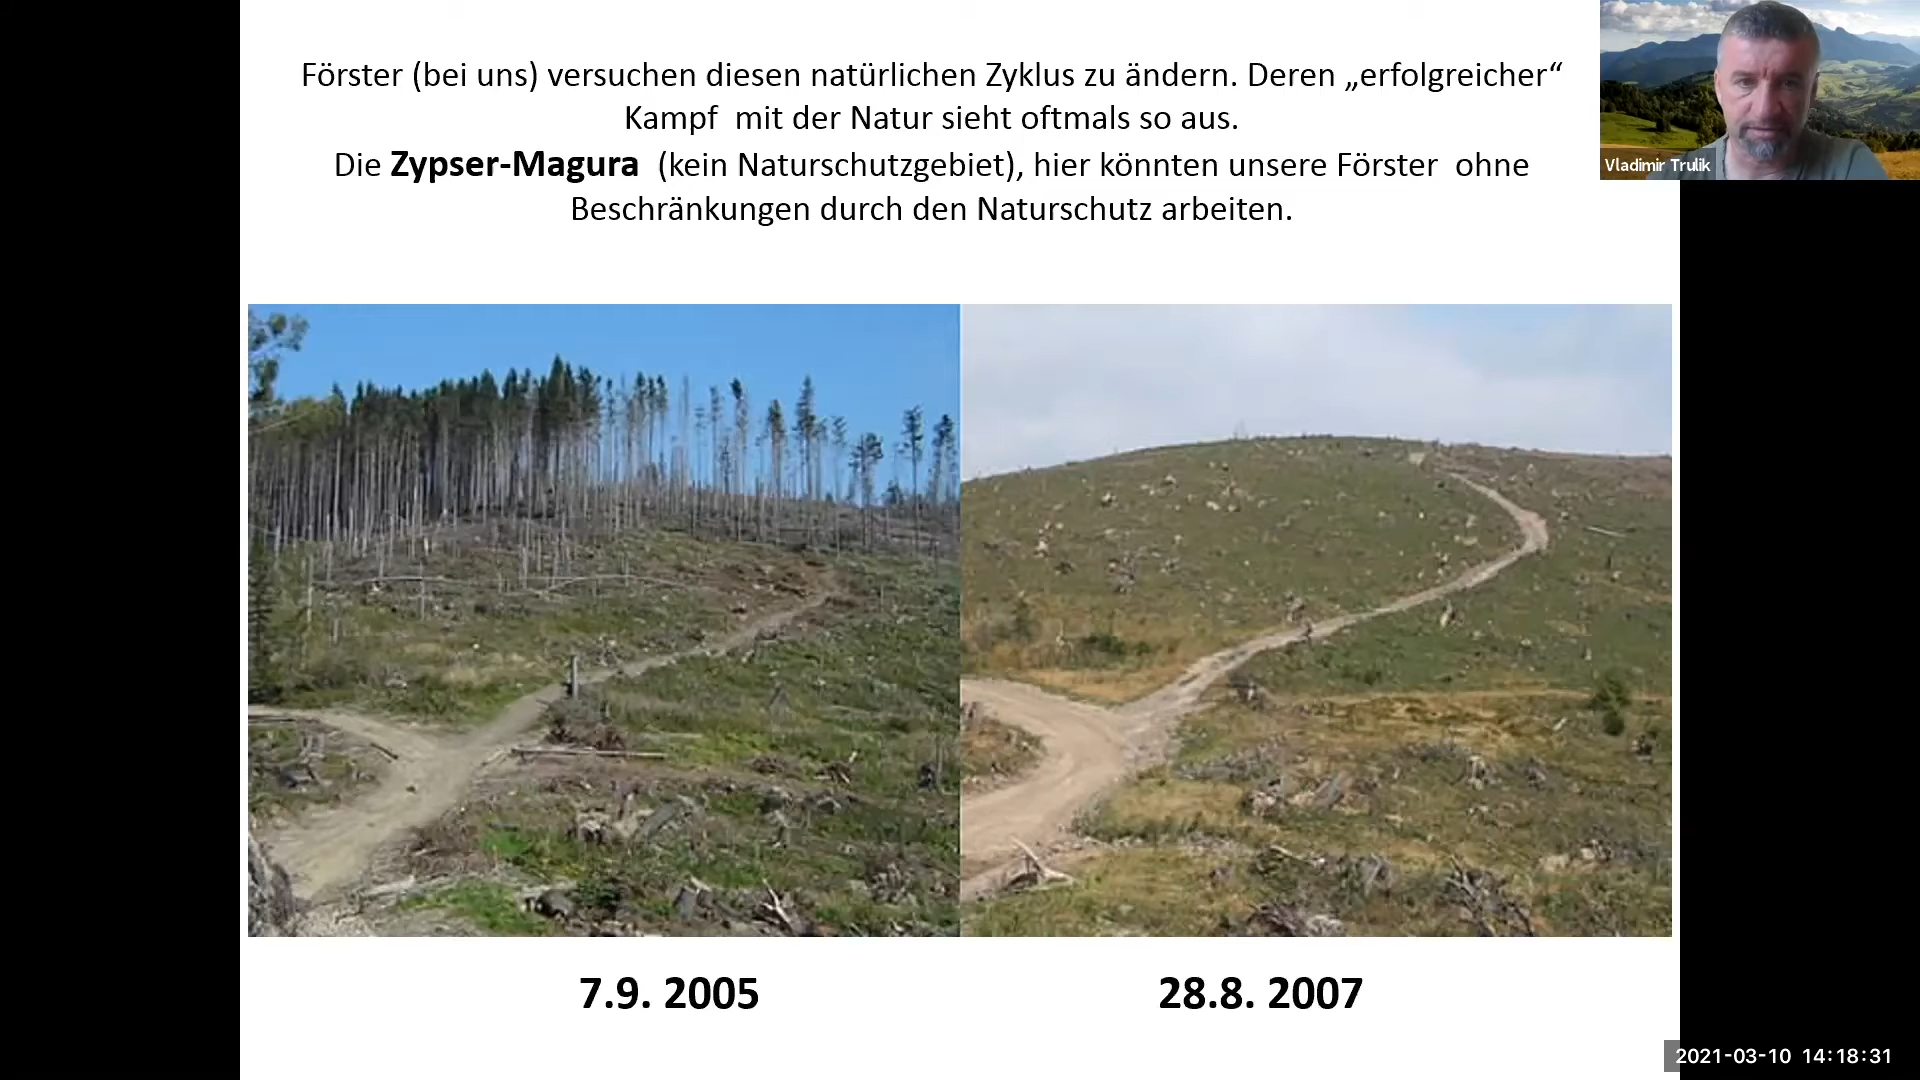 Förster (bei uns) versuchen diesen natürlichen Zyklus zu ändern. Deren „erfolgreicher“
Kampf mit der Natur sieht oftmals so aus.
Die Zypser-Magura (kein Naturschutzgebiet), hier könnten unsere Förster ohne
Beschränkungen durch den Naturschutz arbeiten.
Vladimir Trulik
7.9. 2005
28.8. 2007
2021-03-10 14:18:31